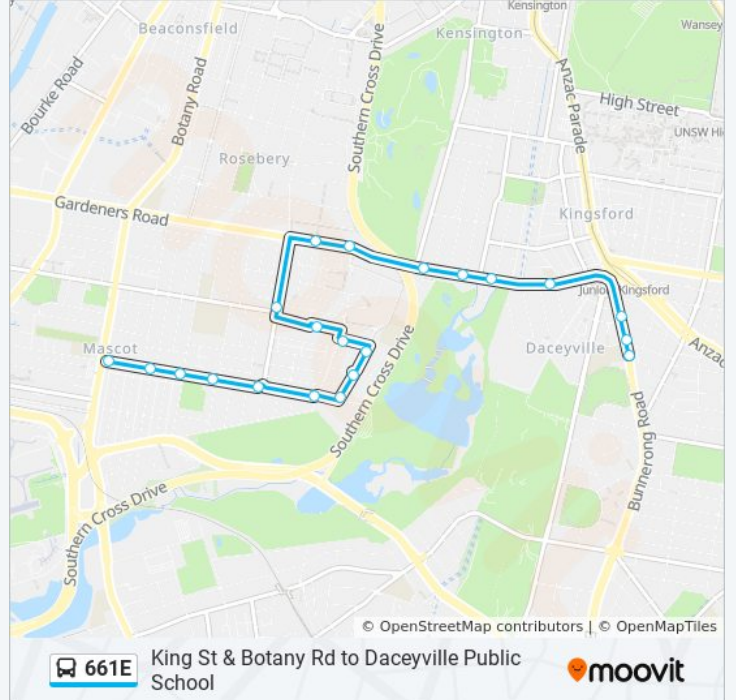 Kensington
Beaconsfield
Wansey
Kensington
Bourke Road
Botany Road
Southern Cross Drive
Anzac Parade
High Street
UNSW Hi
Rosebery
Gardeners Road
Kingsford
Junio
Kingsford
Mascot
Daceyville
Anzac
Southern Cross Drive
Bunnerong Road
Southern Cross Drive
© OpenStreetMap contributors | © OpenMapTiles
661E
King St & Botany Rd to Daceyville Public
School
moovit